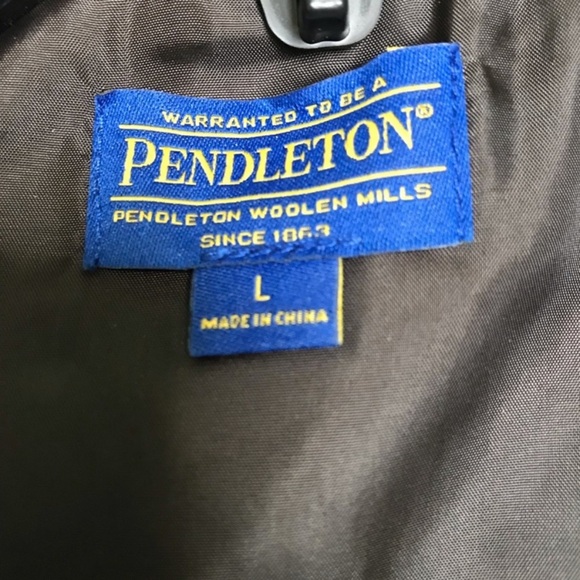 WARRANTED TO BE A
PENDLETON®
PENDLETON WOOLEN MILLS
SINCE 1863
L
MADE IN CHINA